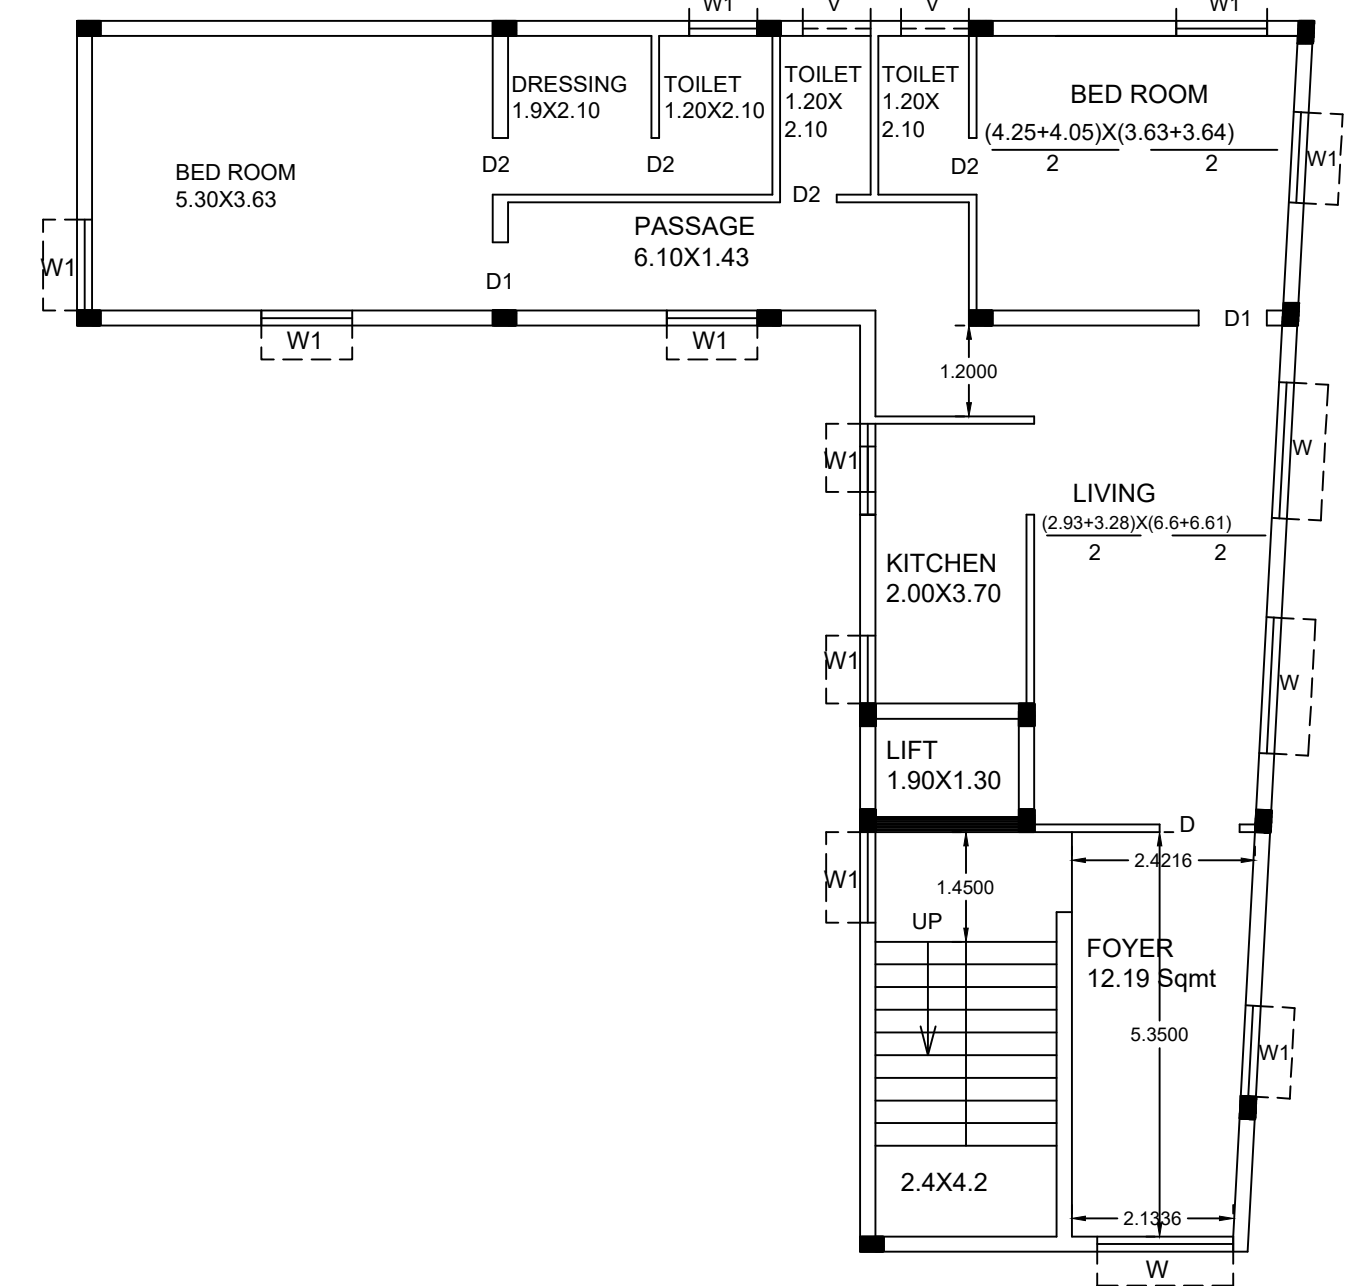 W1
V
V
W1
DRESSING
1.9X2.10
TOILET
1.20X2.10
TOILET
1.20X
2.10
TOILET
1.20X
2.10
BED ROOM
(4.25+4.05)X(3.63+3.64)
2
2
W1
BED ROOM
5.30X3.63
D2
D2
D2
D2
PASSAGE
6.10X1.43
W1
D1
W1
W1
D1
1.2000
W
W1
LIVING
(2.93+3.28)X(6.6+6.61)
2
2
KITCHEN
2.00X3.70
W1
W
LIFT
1.90X1.30
D
2.4216
W1
1.4500
UP
FOYER
12.19 Sqmt
5.3500
W1
2.4X4.2
2.1336
W